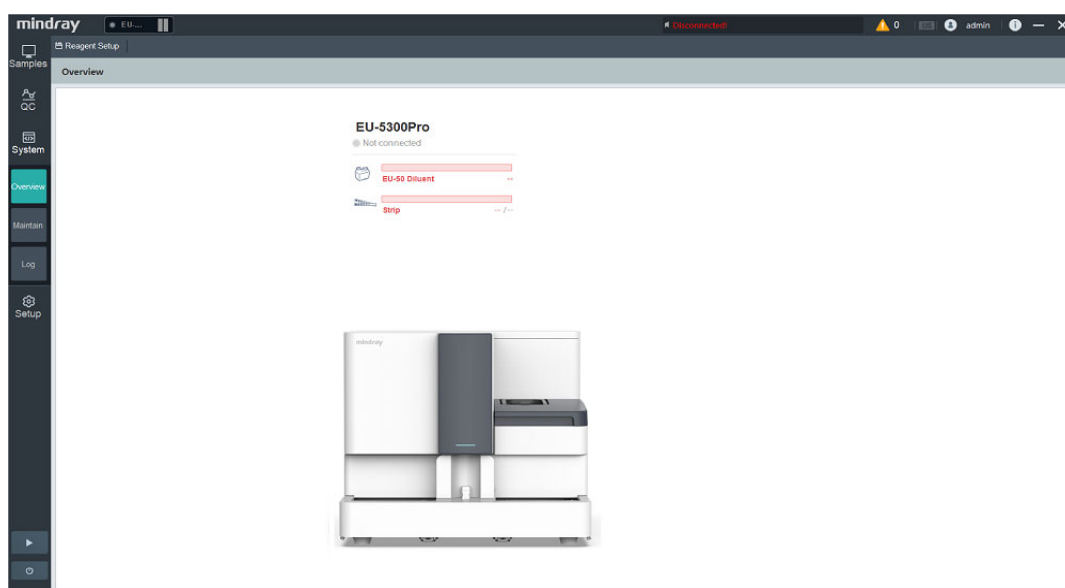 mindray
EU-...
Disconnected!
0
admin
Reagent Setup
Samples
Overview
QC
System
Overview
Maintain
Log
Setup
EU-5300Pro
Not connected
EU-50 Diluent --
Strip -- / --
mindray